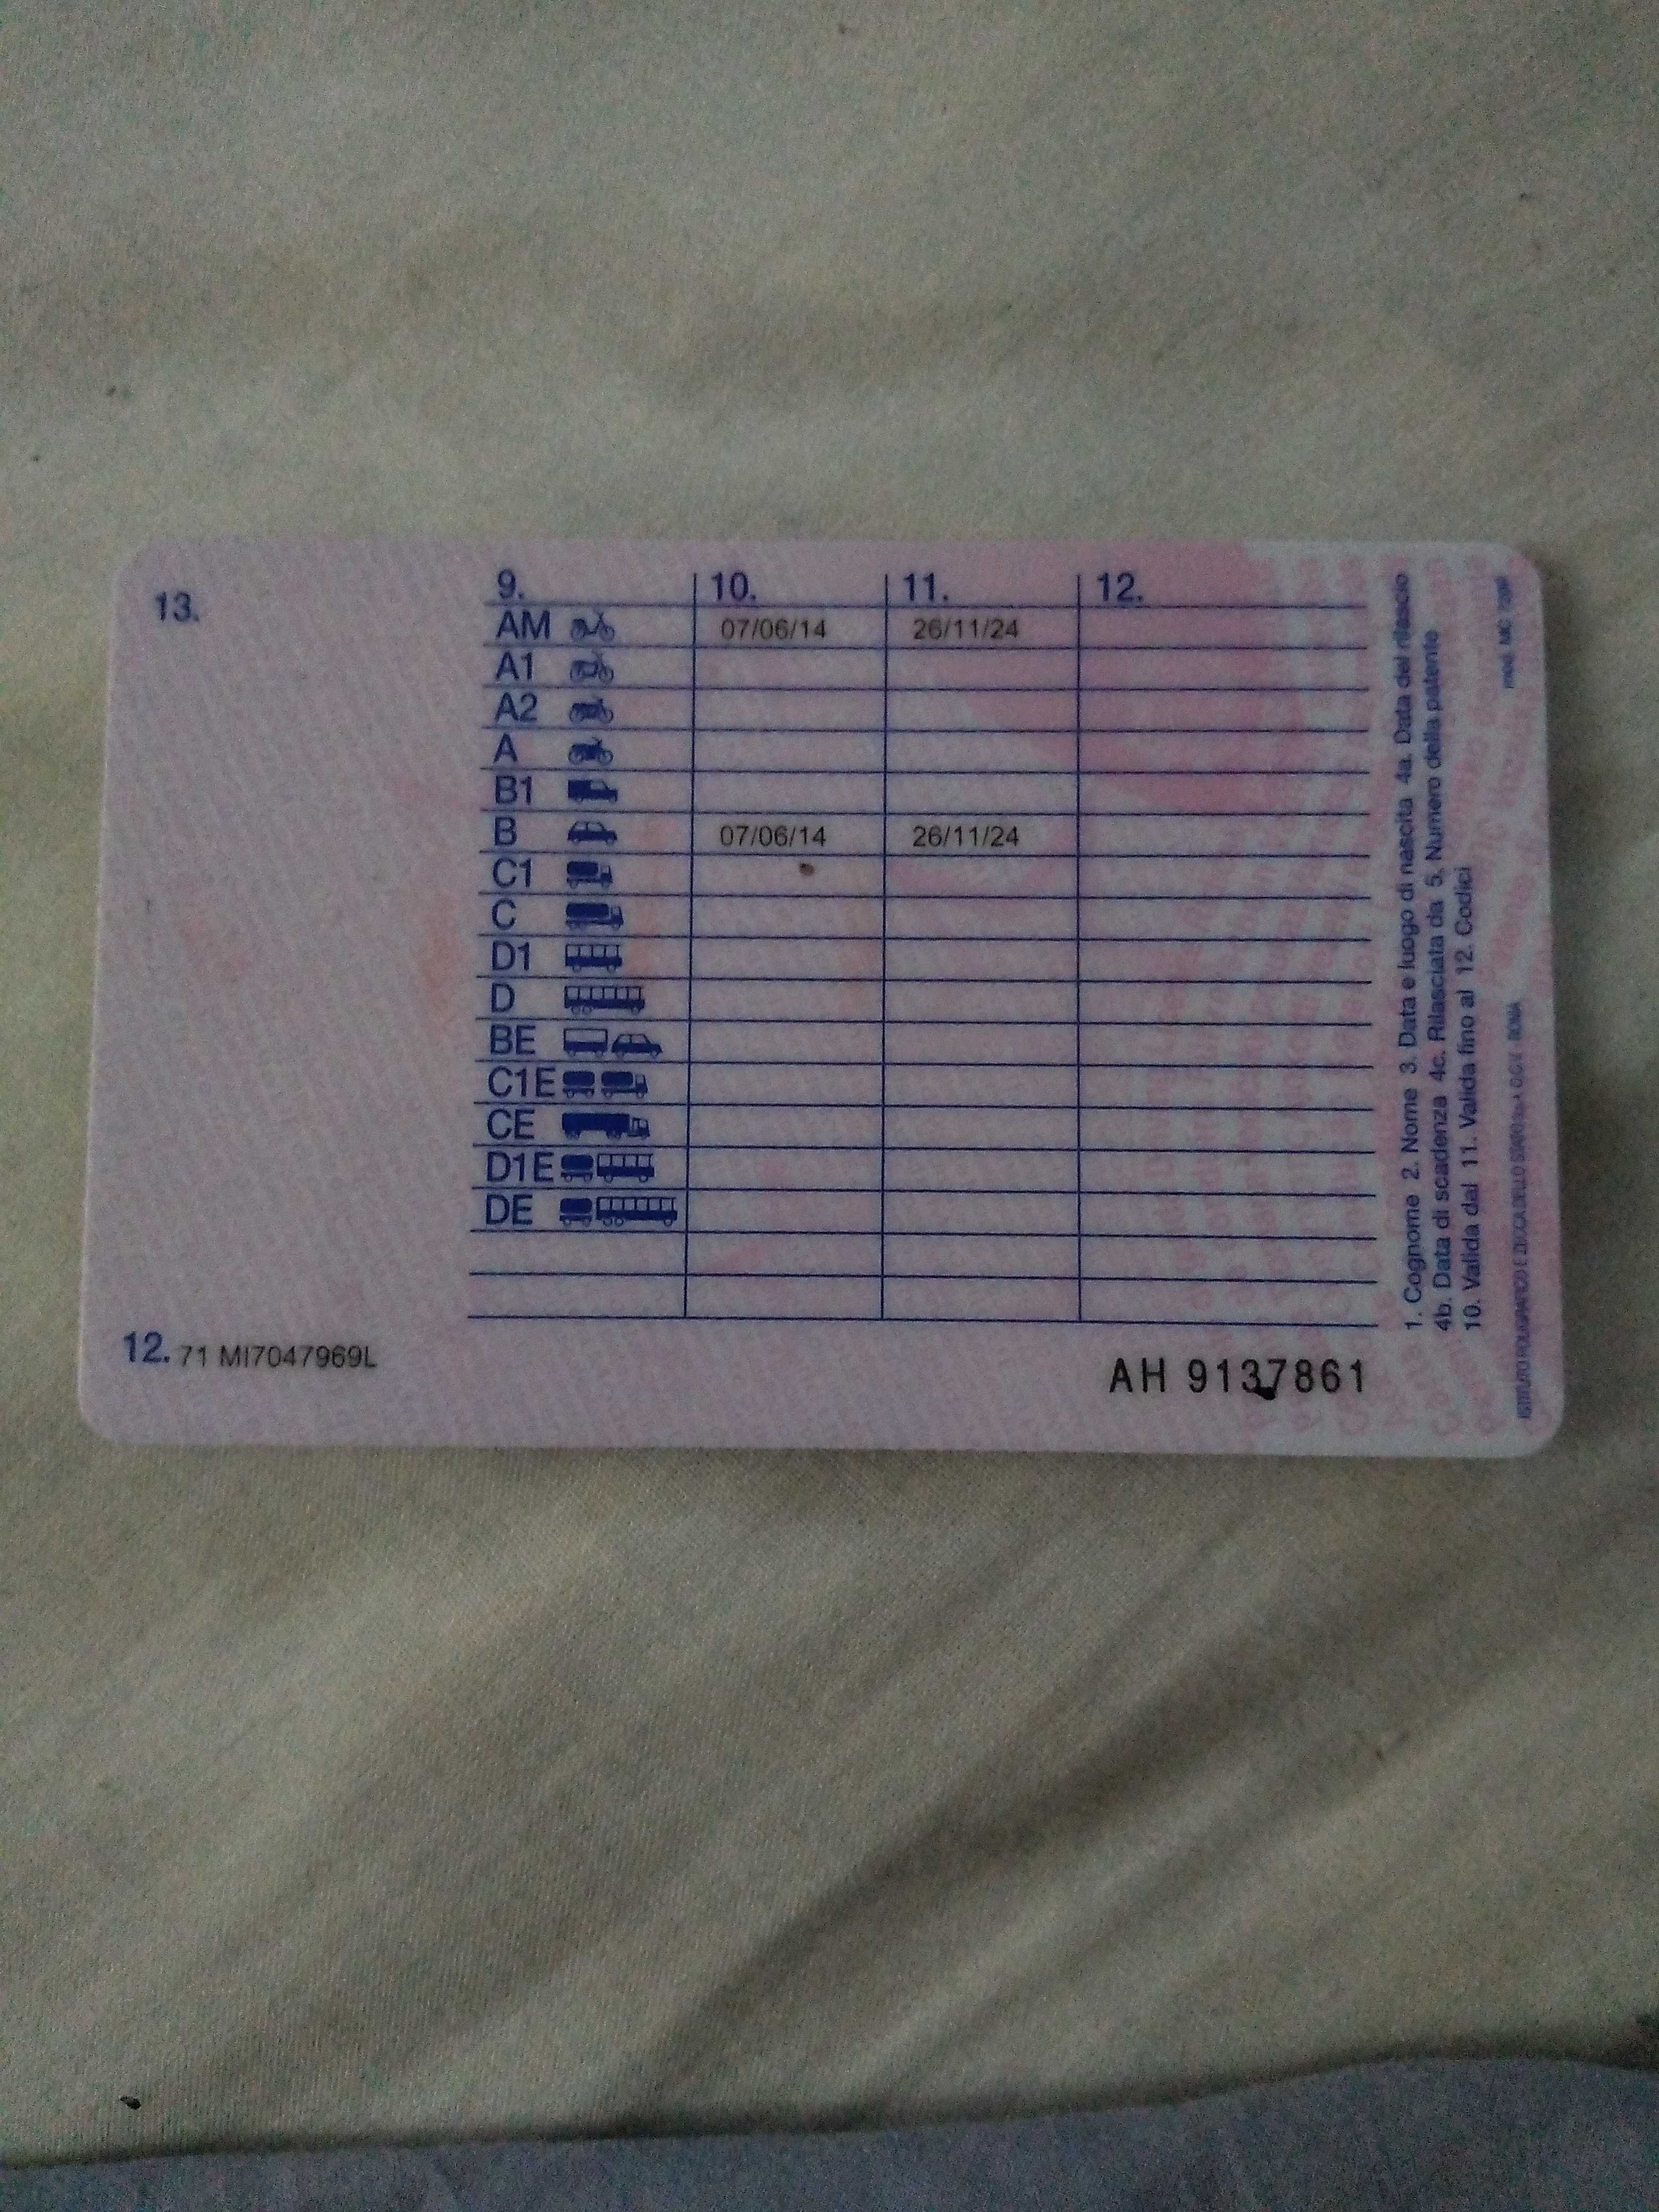 13.
9. 10. 11. 12.
AM 07/06/14 26/11/24
A1
A2
A
B1
B 07/06/14 26/11/24
C1
C
D1
D
BE
C1E
CE
D1E
DE
12. 71 MI7047969L
AH 9137861
1. Cognome 2. Nome 3. Data e luogo di nascita 4a. Data del rilascio
4b. Data di scadenza 4c. Rilasciata da 5. Numero della patente
10. Valida dal 11. Valida fino al 12. Codici
mod. MC
ISTITUTO POLIGRAFICO E ZECCA DELLO STATO ROMA